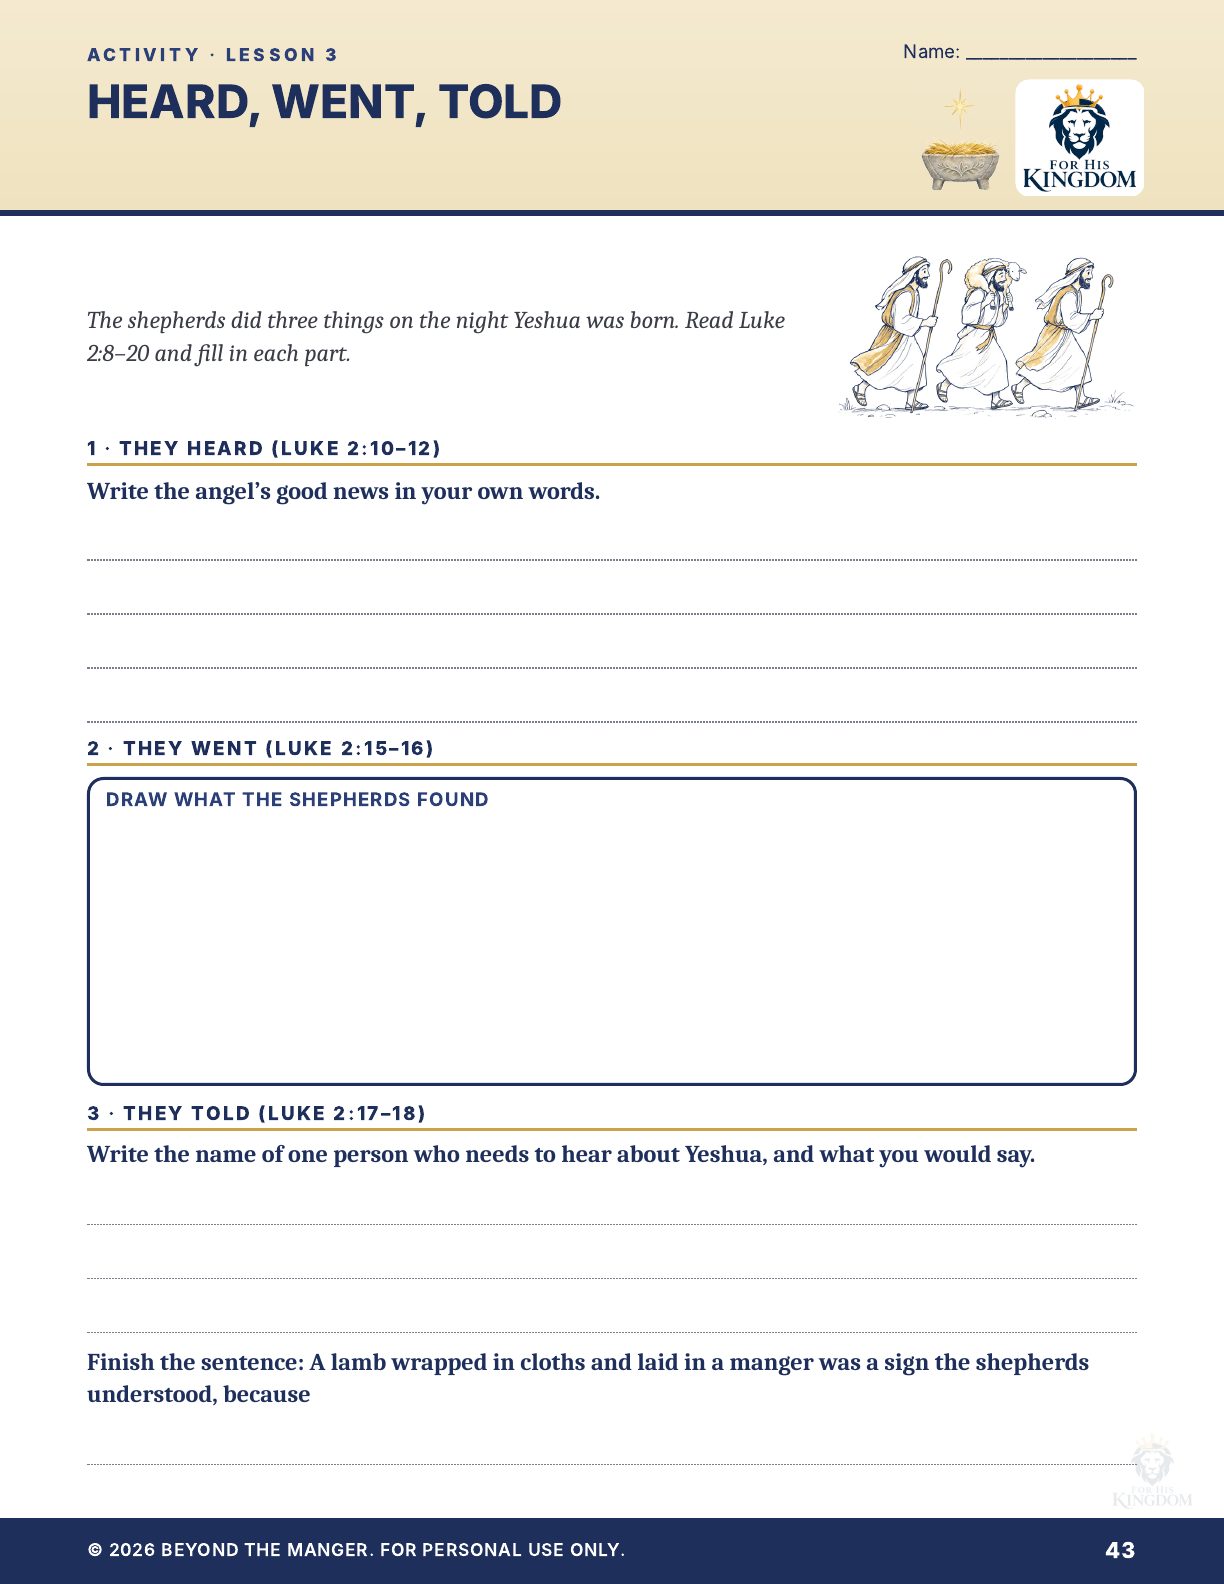 ACTIVITY · LESSON 3
HEARD, WENT, TOLD
Name: ___________________
FOR HIS
KINGDOM
The shepherds did three things on the night Yeshua was born. Read Luke
2:8–20 and fill in each part.
1 · THEY HEARD (LUKE 2:10–12)
Write the angel’s good news in your own words.
2 · THEY WENT (LUKE 2:15–16)
DRAW WHAT THE SHEPHERDS FOUND
3 · THEY TOLD (LUKE 2:17–18)
Write the name of one person who needs to hear about Yeshua, and what you would say.
Finish the sentence: A lamb wrapped in cloths and laid in a manger was a sign the shepherds
understood, because
FOR HIS
KINGDOM
© 2026 BEYOND THE MANGER. FOR PERSONAL USE ONLY.
43